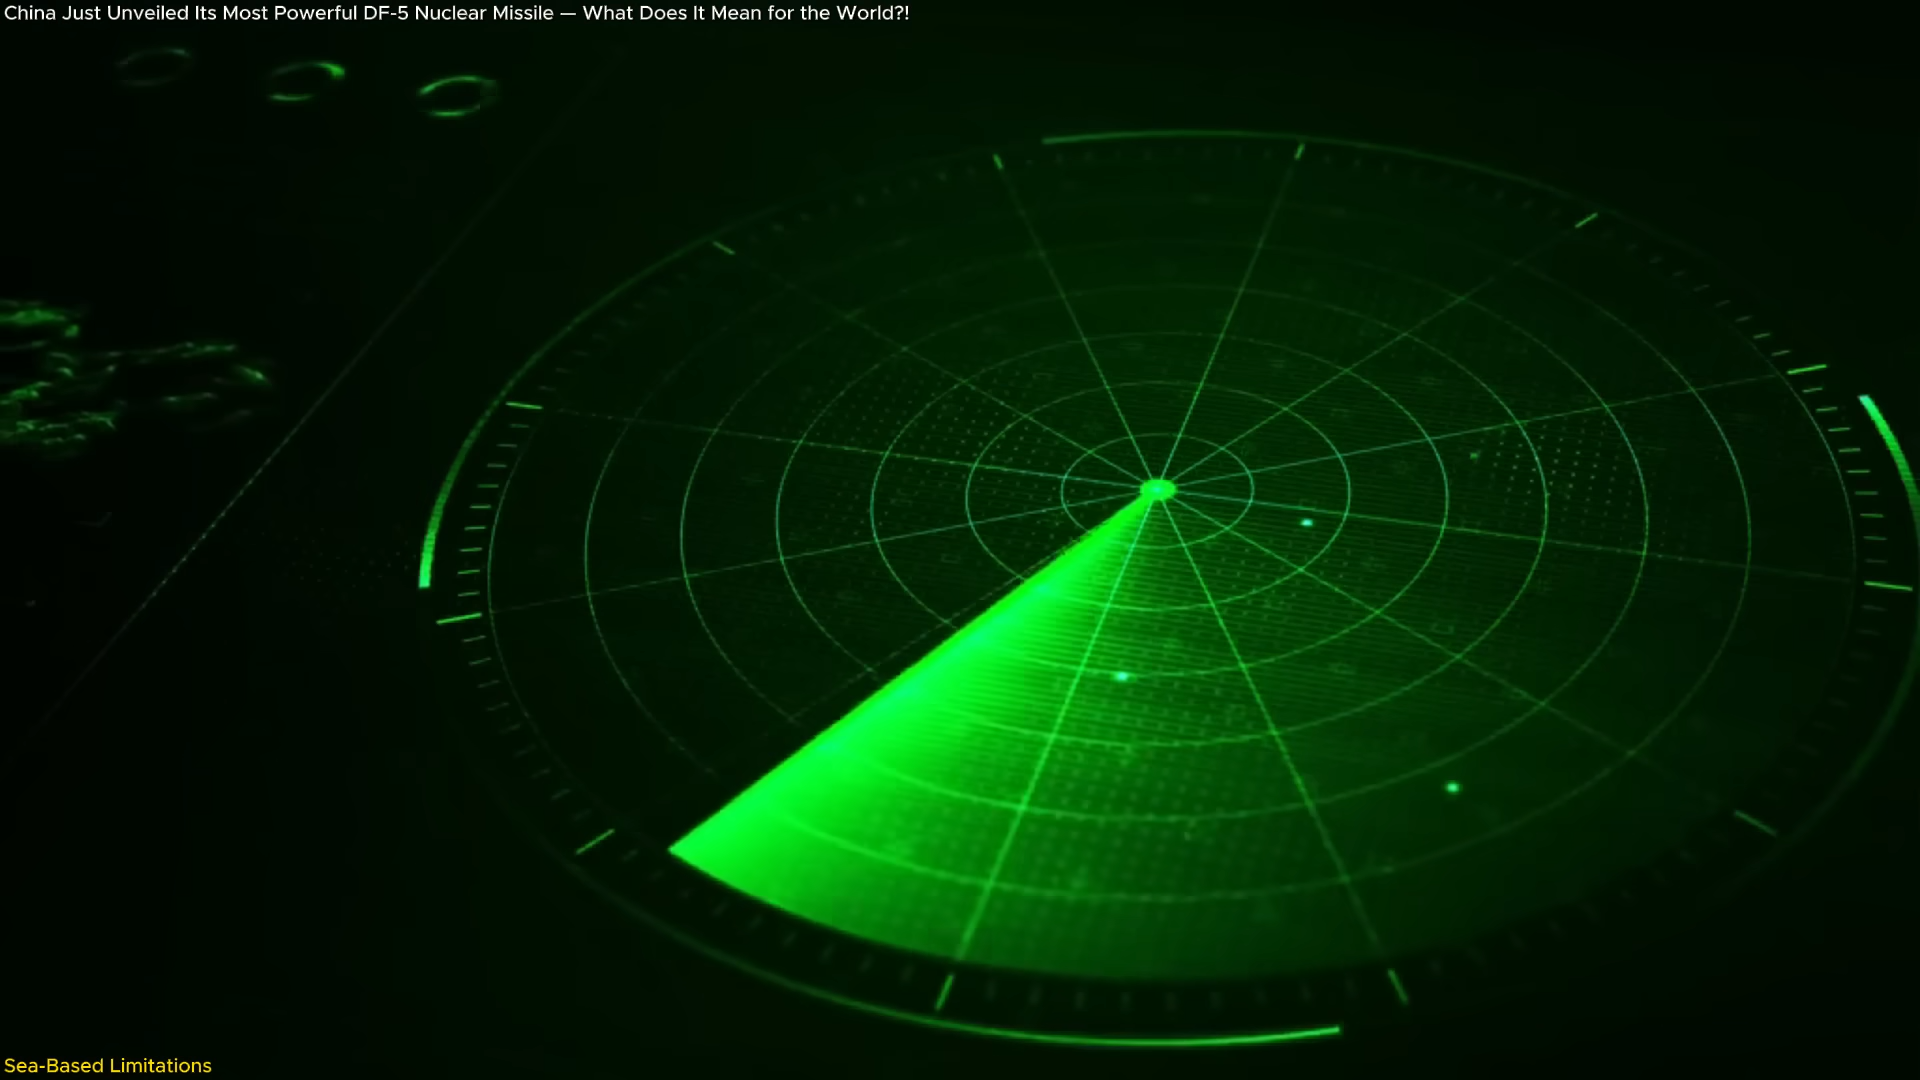 China Just Unveiled Its Most Powerful DF-5 Nuclear Missile — What Does It Mean for the World?!
Sea-Based Limitations